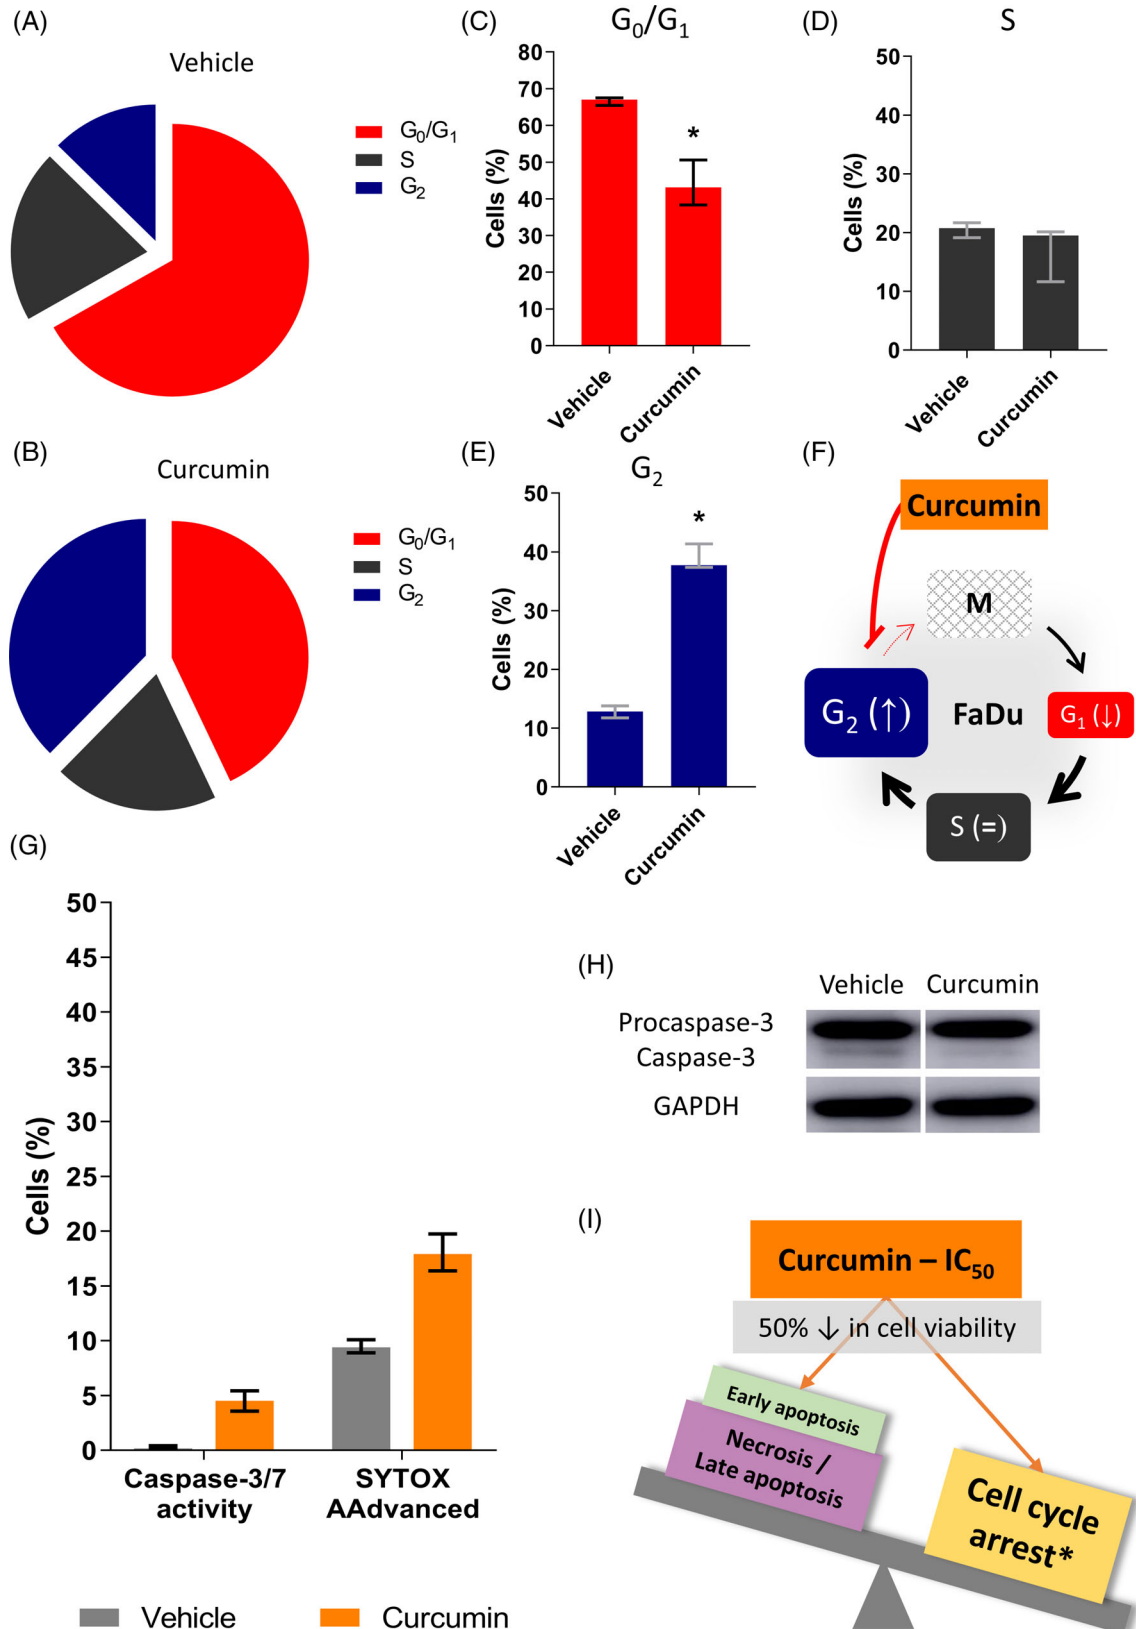 (A)
Vehicle
G₀/G₁
S
G₂
(C)
G₀/G₁
Cells (%)
80
70
60
50
40
30
20
10
0
*
Vehicle
Curcumin
(D)
S
Cells (%)
50
40
30
20
10
0
Vehicle
Curcumin
(B)
Curcumin
G₀/G₁
S
G₂
(E)
G₂
Cells (%)
50
40
30
20
10
0
*
Vehicle
Curcumin
(F)
Curcumin
M
G₂ (↑)
FaDu
G₁ (↓)
S (=)
(G)
Cells (%)
50
45
40
35
30
25
20
15
10
5
0
Caspase-3/7
activity
SYTOX
AAdvanced
Vehicle
Curcumin
(H)
Vehicle Curcumin
Procaspase-3
Caspase-3
GAPDH
(I)
Curcumin – IC₅₀
50% ↓ in cell viability
Early apoptosis
Necrosis /
Late apoptosis
Cell cycle
arrest*